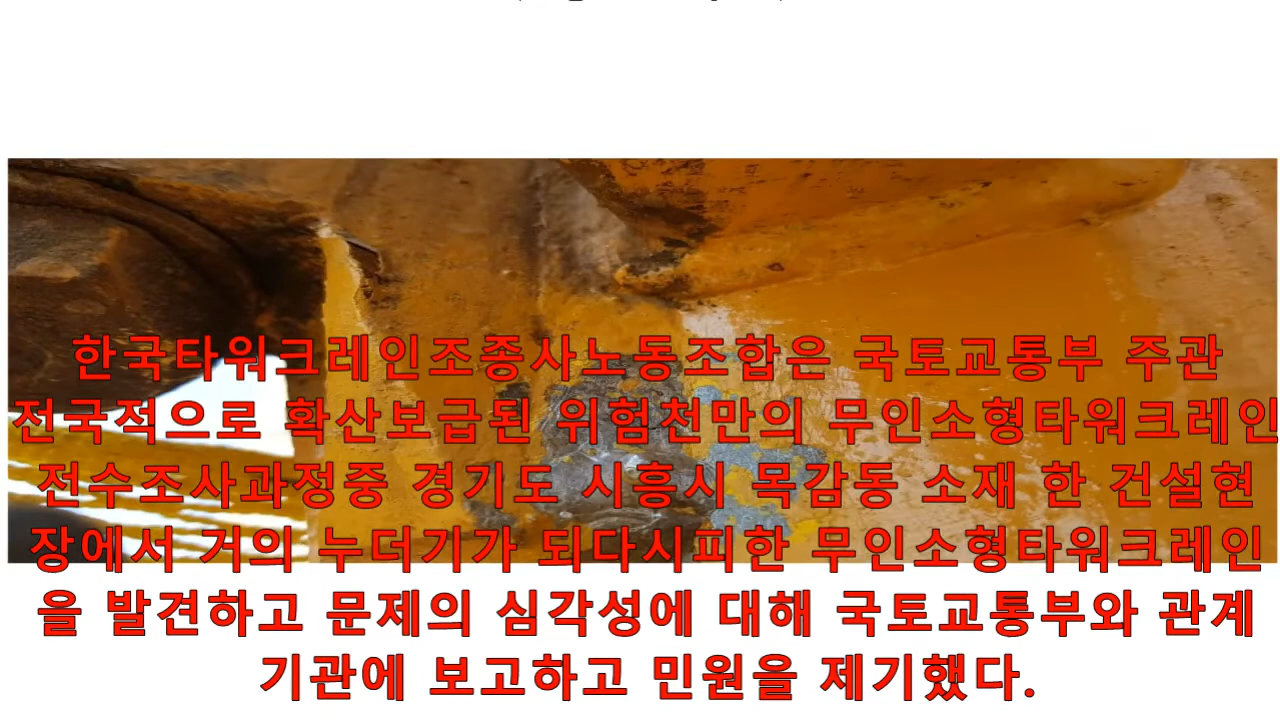 한국타워크레인조종사노동조합은 국토교통부 주관
전국적으로 확산보급된 위험천만의 무인소형타워크레인
전수조사과정중 경기도 시흥시 목감동 소재 한 건설현
장에서 거의 누더기가 되다시피한 무인소형타워크레인
을 발견하고 문제의 심각성에 대해 국토교통부와 관계
기관에 보고하고 민원을 제기했다.